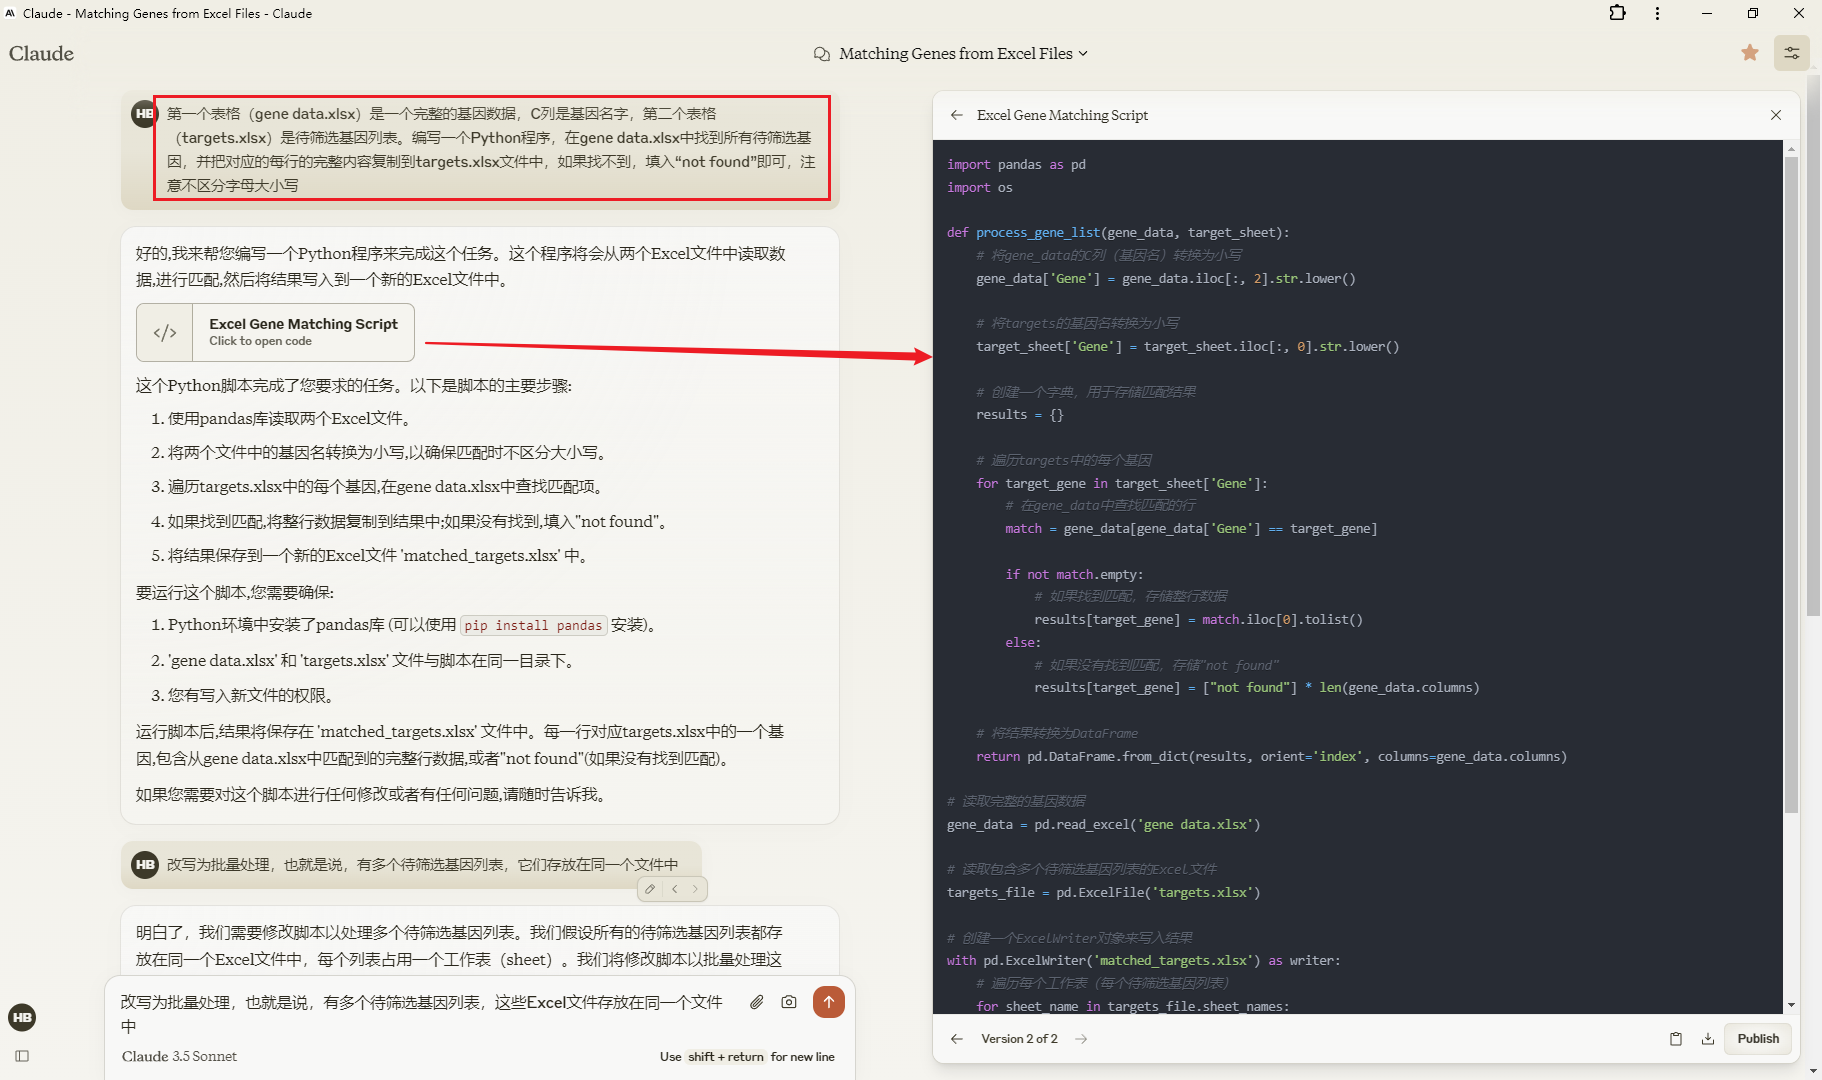 Claude - Matching Genes from Excel Files - Claude
Claude
Matching Genes from Excel Files
HB
第一个表格（gene data.xlsx）是一个完整的基因数据，C列是基因名字，第二个表格
（targets.xlsx）是待筛选基因列表。编写一个Python程序，在gene data.xlsx中找到所有待筛选基
因，并把对应的每行的完整内容复制到targets.xlsx文件中，如果找不到，填入“not found”即可，注
意不区分字母大小写
好的,我来帮您编写一个Python程序来完成这个任务。这个程序将会从两个Excel文件中读取数
据,进行匹配,然后将结果写入到一个新的Excel文件中。
</>
Excel Gene Matching Script
Click to open code
这个Python脚本完成了您要求的任务。以下是脚本的主要步骤:
1. 使用pandas库读取两个Excel文件。
2. 将两个文件中的基因名转换为小写,以确保匹配时不区分大小写。
3. 遍历targets.xlsx中的每个基因,在gene data.xlsx中查找匹配项。
4. 如果找到匹配,将整行数据复制到结果中;如果没有找到,填入"not found"。
5. 将结果保存到一个新的Excel文件 'matched_targets.xlsx' 中。
要运行这个脚本,您需要确保:
1. Python环境中安装了pandas库 (可以使用 pip install pandas 安装)。
2. 'gene data.xlsx' 和 'targets.xlsx' 文件与脚本在同一目录下。
3. 您有写入新文件的权限。
运行脚本后,结果将保存在 'matched_targets.xlsx' 文件中。每一行对应targets.xlsx中的一个基
因,包含从gene data.xlsx中匹配到的完整行数据,或者"not found"(如果没有找到匹配)。
如果您需要对这个脚本进行任何修改或者有任何问题,请随时告诉我。
HB
改写为批量处理，也就是说，有多个待筛选基因列表，它们存放在同一个文件中
明白了，我们需要修改脚本以处理多个待筛选基因列表。我们假设所有的待筛选基因列表都存
放在同一个Excel文件中，每个列表占用一个工作表（sheet）。我们将修改脚本以批量处理这
改写为批量处理，也就是说，有多个待筛选基因列表，这些Excel文件存放在同一个文件
中
HB
Claude 3.5 Sonnet
Use shift + return for new line
Excel Gene Matching Script
import pandas as pd
import os
def process_gene_list(gene_data, target_sheet):
# 将gene_data的C列（基因名）转换为小写
gene_data['Gene'] = gene_data.iloc[:, 2].str.lower()
# 将targets的基因名转换为小写
target_sheet['Gene'] = target_sheet.iloc[:, 0].str.lower()
# 创建一个字典，用于存储匹配结果
results = {}
# 遍历targets中的每个基因
for target_gene in target_sheet['Gene']:
# 在gene_data中查找匹配的行
match = gene_data[gene_data['Gene'] == target_gene]
if not match.empty:
# 如果找到匹配，存储整行数据
results[target_gene] = match.iloc[0].tolist()
else:
# 如果没有找到匹配，存储"not found"
results[target_gene] = ["not found"] * len(gene_data.columns)
# 将结果转换为DataFrame
return pd.DataFrame.from_dict(results, orient='index', columns=gene_data.columns)
# 读取完整的基因数据
gene_data = pd.read_excel('gene data.xlsx')
# 读取包含多个待筛选基因列表的Excel文件
targets_file = pd.ExcelFile('targets.xlsx')
# 创建一个ExcelWriter对象来写入结果
with pd.ExcelWriter('matched_targets.xlsx') as writer:
# 遍历每个工作表（每个待筛选基因列表）
for sheet_name in targets_file.sheet_names:
Version 2 of 2
Publish